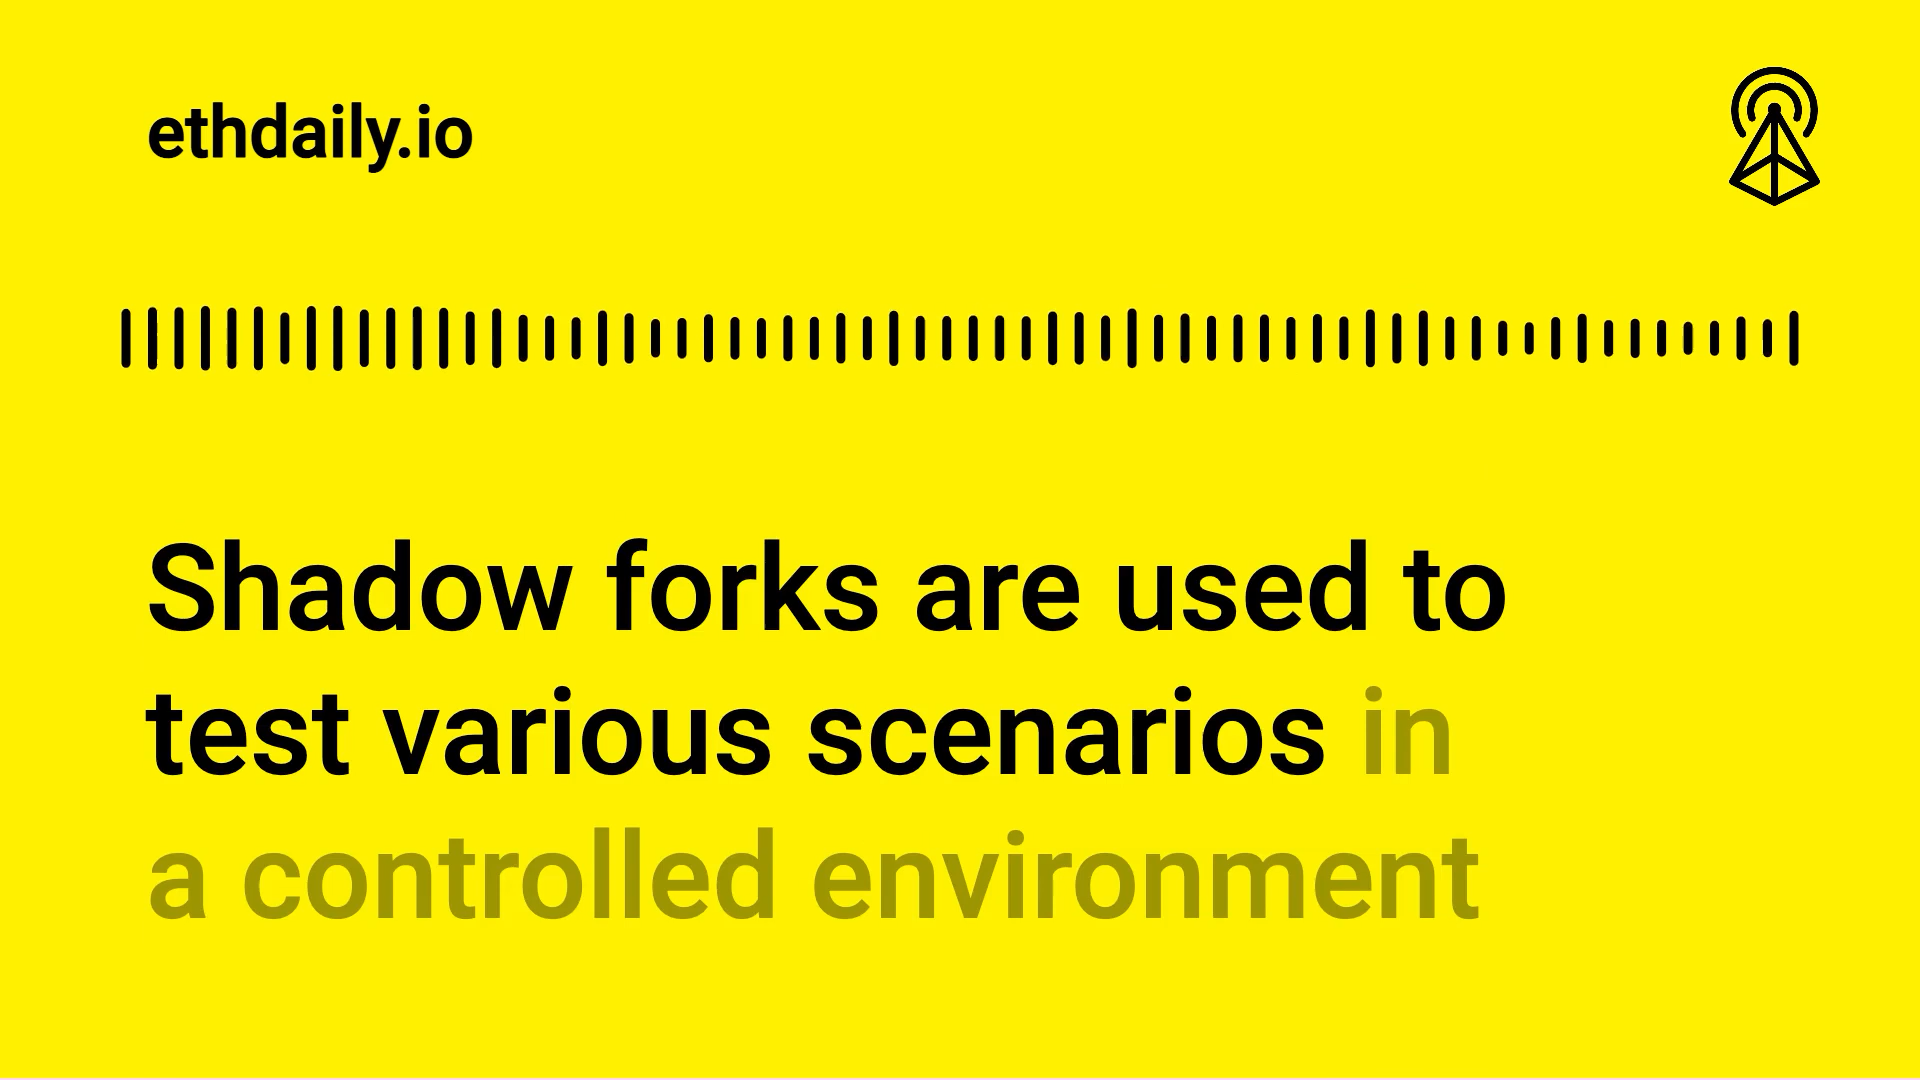 ethdaily.io
Shadow forks are used to
test various scenarios in
a controlled environment